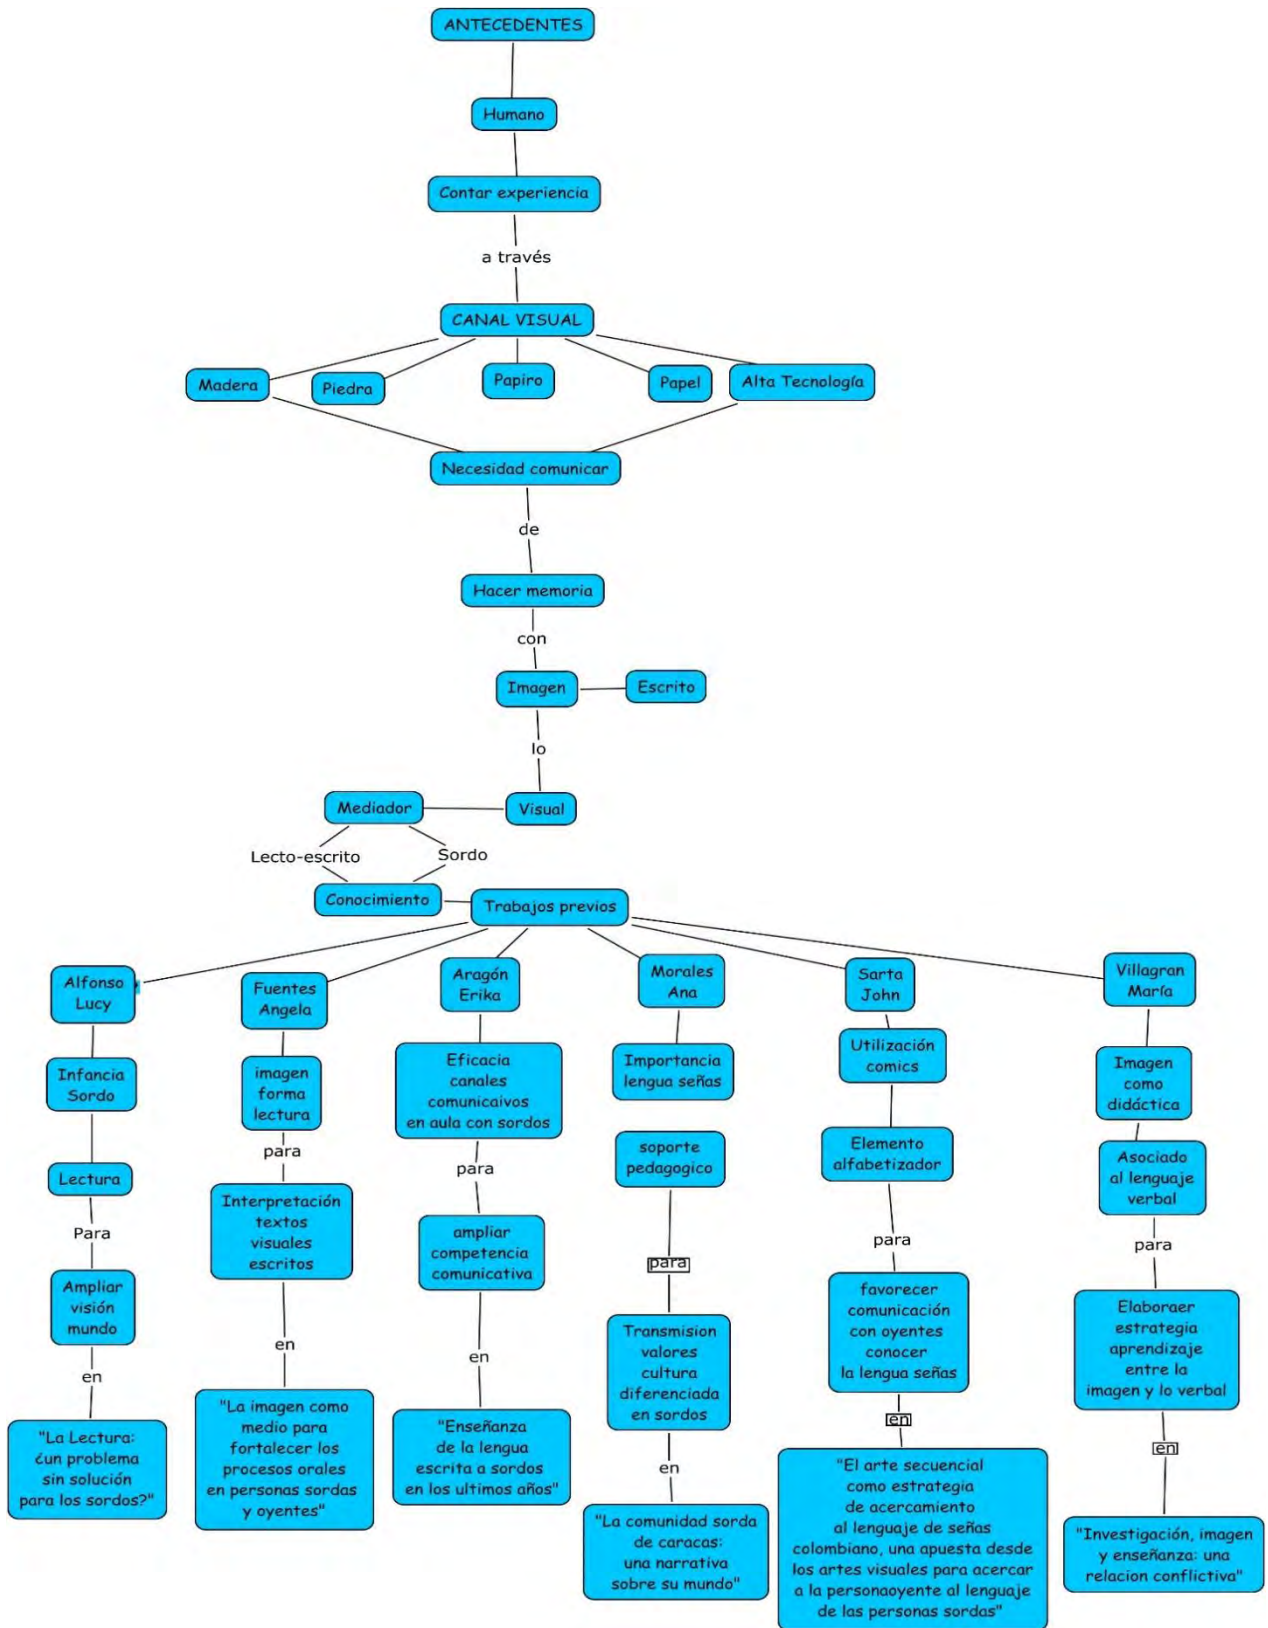 ANTECEDENTES
Humano
Contar experiencia
a través
CANAL VISUAL
Madera
Piedra
Papiro
Papel
Alta Tecnología
Necesidad comunicar
de
Hacer memoria
con
Imagen
Escrito
lo
Mediador
Visual
Lecto-escrito
Sordo
Conocimiento
Trabajos previos
Alfonso
Lucy
Infancia
Sordo
Lectura
Para
Ampliar
visión
mundo
en
"La Lectura:
¿un problema
sin solución
para los sordos?"
Fuentes
Angela
imagen
forma
lectura
para
Interpretación
textos
visuales
escritos
en
"La imagen como
medio para
fortalecer los
procesos orales
en personas sordas
y oyentes"
Aragón
Erika
Eficacia
canales
comunicaivos
en aula con sordos
para
ampliar
competencia
comunicativa
en
"Enseñanza
de la lengua
escrita a sordos
en los ultimos años"
Morales
Ana
Importancia
lengua señas
soporte
pedagogico
para
Transmision
valores
cultura
diferenciada
en sordos
en
"La comunidad sorda
de caracas:
una narrativa
sobre su mundo"
Sarta
John
Utilización
comics
Elemento
alfabetizador
para
favorecer
comunicación
con oyentes
conocer
la lengua señas
en
"El arte secuencial
como estrategia
de acercamiento
al lenguaje de señas
colombiano, una apuesta desde
los artes visuales para acercar
a la personaoyente al lenguaje
de las personas sordas"
Villagran
María
Imagen
como
didáctica
Asociado
al lenguaje
verbal
para
Elaboraer
estrategia
aprendizaje
entre la
imagen y lo verbal
en
"Investigación, imagen
y enseñanza: una
relacion conflictiva"